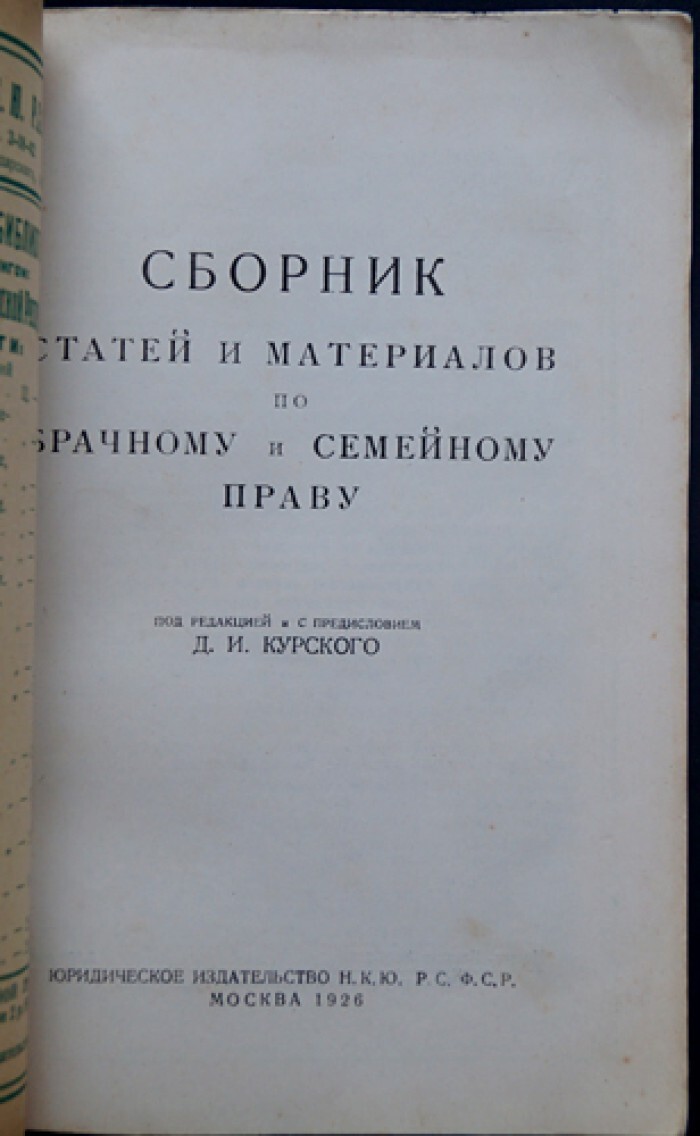 СБОРНИК
СТАТЕЙ И МАТЕРИАЛОВ
ПО
БРАЧНОМУ и СЕМЕЙНОМУ
ПРАВУ
ПОД РЕДАКЦИЕЙ и С ПРЕДИСЛОВИЕМ
Д. И. КУРСКОГО
ЮРИДИЧЕСКОЕ ИЗДАТЕЛЬСТВО Н. К. Ю. Р. С. Ф. С. Р.
МОСКВА 1926